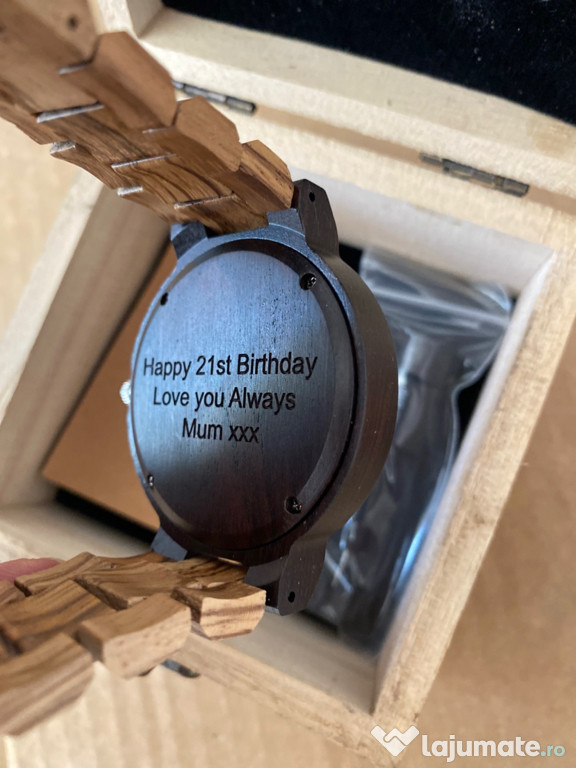 Happy 21st Birthday
Love you Always
Mum xxx
lajumate.ro